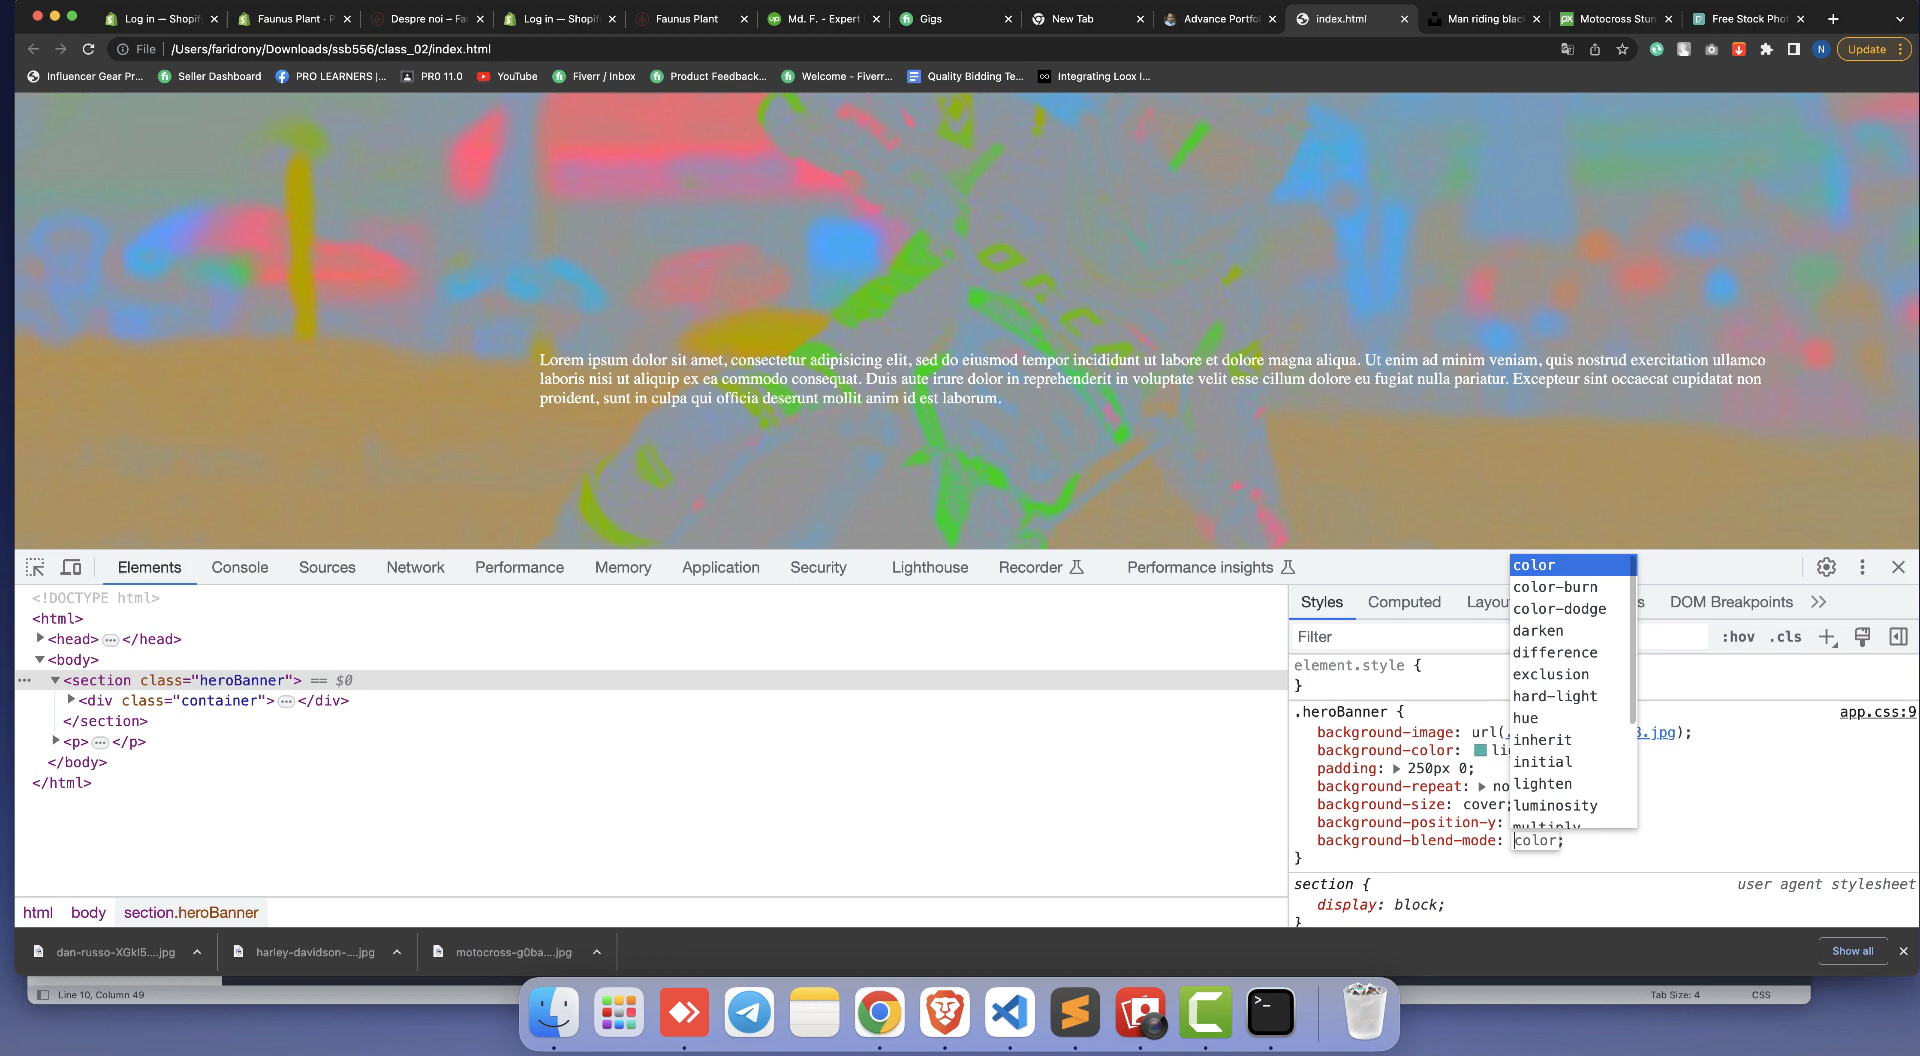 Log in — Shopif
Faunus Plant · P
Despre noi – Fa
Log in — Shopif
Faunus Plant
Md. F. - Expert
Gigs
New Tab
Advance Portfo
index.html
Man riding blac
Motocross Stun
Free Stock Phot
File
/Users/faridrony/Downloads/ssb556/class_02/index.html
N
Update
Influencer Gear Pr...
Seller Dashboard
PRO LEARNERS |...
PRO 11.0
YouTube
Fiverr / Inbox
Product Feedback...
Welcome - Fiverr...
Quality Bidding Te...
Integrating Loox I...
Lorem ipsum dolor sit amet, consectetur adipisicing elit, sed do eiusmod tempor incididunt ut labore et dolore magna aliqua. Ut enim ad minim veniam, quis nostrud exercitation ullamco
laboris nisi ut aliquip ex ea commodo consequat. Duis aute irure dolor in reprehenderit in voluptate velit esse cillum dolore eu fugiat nulla pariatur. Excepteur sint occaecat cupidatat non
proident, sunt in culpa qui officia deserunt mollit anim id est laborum.
Elements
Console
Sources
Network
Performance
Memory
Application
Security
Lighthouse
Recorder
Performance insights
<!DOCTYPE html>
<html>
<head> ... </head>
<body>
<section class="heroBanner"> == $0
<div class="container"> ... </div>
</section>
<p> ... </p>
</body>
</html>
html
body
section.heroBanner
Styles
Computed
Layou
s
DOM Breakpoints
Filter
:hov
.cls
element.style {
}
.heroBanner {
app.css:9
background-image: url(
3.jpg);
background-color: lig
padding: 250px 0;
background-repeat: no
background-size: cover;
background-position-y:
background-blend-mode: color;
}
section {
user agent stylesheet
display: block;
}
color
color-burn
color-dodge
darken
difference
exclusion
hard-light
hue
inherit
initial
lighten
luminosity
multiply
dan-russo-XGkI5....jpg
harley-davidson-....jpg
motocross-g0ba....jpg
Show all
Line 10, Column 49
Tab Size: 4
CSS